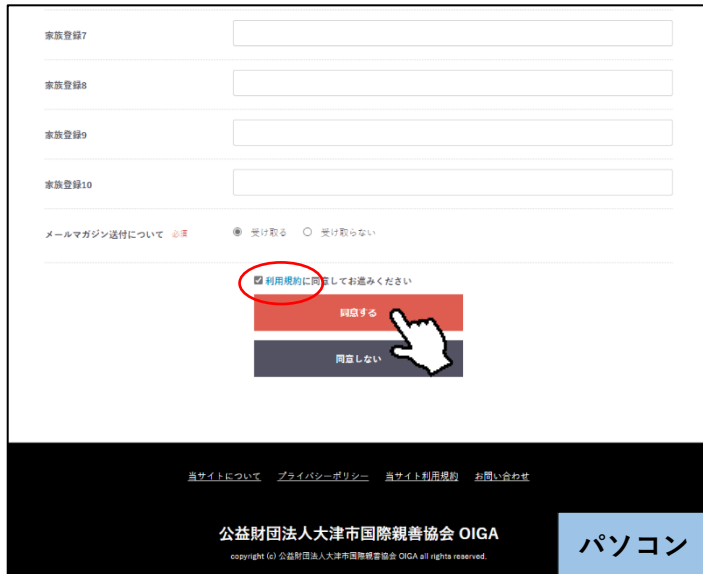 家族登録7
家族登録8
家族登録9
家族登録10
メールマガジン送付について 必須 受け取る 受け取らない
利用規約に同意してお進みください
同意する
同意しない
当サイトについて プライバシーポリシー 当サイト利用規約 お問い合わせ
公益財団法人大津市国際親善協会 OIGA
copyright (c) 公益財団法人大津市国際親善協会 OIGA all rights reserved.
パソコン